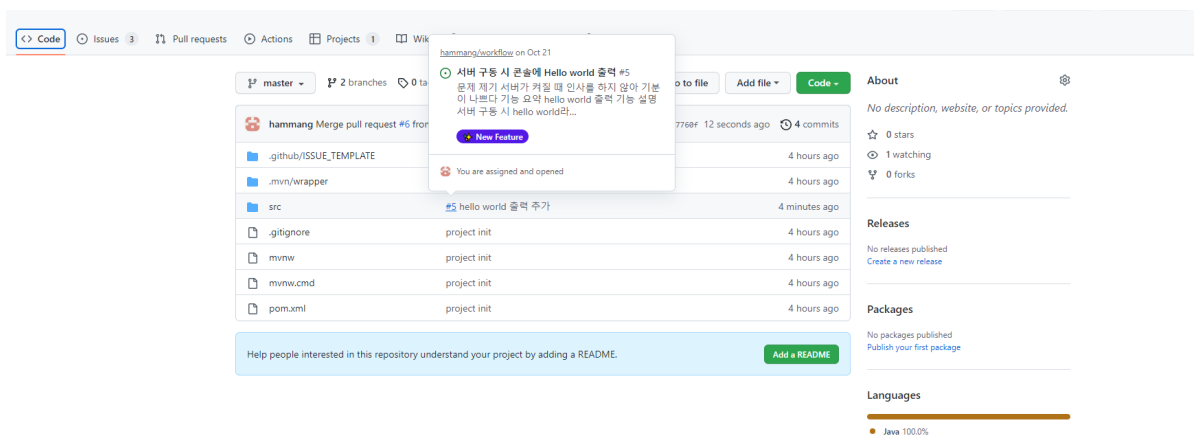 Code Issues 3 Pull requests Actions Projects 1
hammang/workflow on Oct 21
서버 구동 시 콘솔에 Hello world 출력 #5
문제 제기 서버가 켜질 때 인사를 하지 않아 기분
이 나쁘다 기능 요약 hello world 출력 기능 설명
서버 구동 시 hello world라...
New Feature
You are assigned and opened
master 2 branches 0 Add file Code
hammang Merge pull request #6 12 seconds ago 4 commits
.github/ISSUE_TEMPLATE 4 hours ago
.mvn/wrapper 4 hours ago
src #5 hello world 출력 추가 4 minutes ago
.gitignore project init 4 hours ago
mvnw project init 4 hours ago
mvnw.cmd project init 4 hours ago
pom.xml project init 4 hours ago
Help people interested in this repository understand your project by adding a README. Add a README
About
No description, website, or topics provided.
0 stars
1 watching
0 forks
Releases
No releases published
Create a new release
Packages
No packages published
Publish your first package
Languages
Java 100.0%